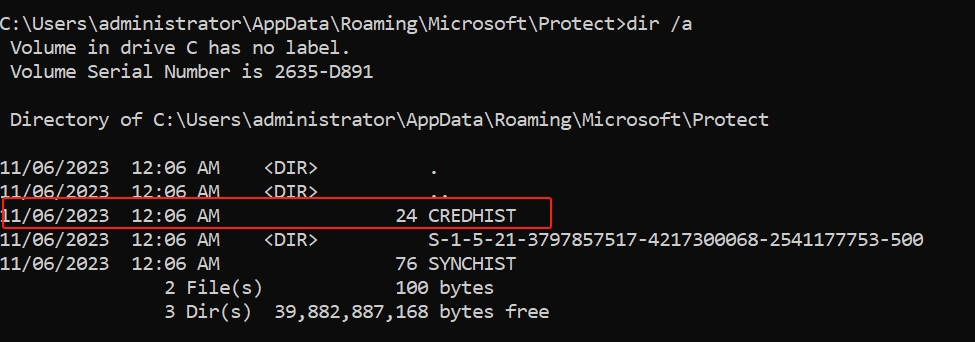 C:\Users\administrator\AppData\Roaming\Microsoft\Protect>dir /a
 Volume in drive C has no label.
 Volume Serial Number is 2635-D891

 Directory of C:\Users\administrator\AppData\Roaming\Microsoft\Protect

11/06/2023  12:06 AM    <DIR>          .
11/06/2023  12:06 AM    <DIR>          ..
11/06/2023  12:06 AM                24 CREDHIST
11/06/2023  12:06 AM    <DIR>          S-1-5-21-3797857517-4217300068-2541177753-500
11/06/2023  12:06 AM                76 SYNCHIST
               2 File(s)            100 bytes
               3 Dir(s)  39,882,887,168 bytes free